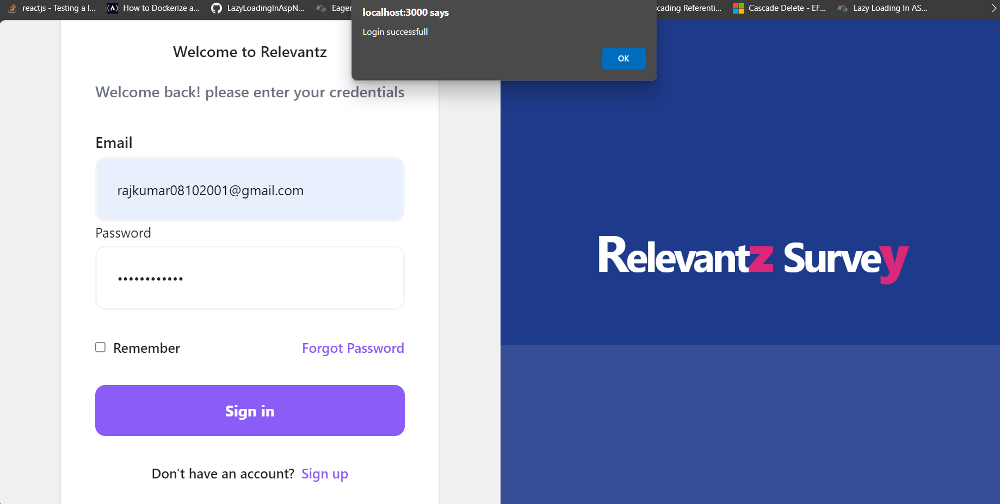 reactjs - Testing a l...
How to Dockerize a...
LazyLoadingInAspN...
Eager
cading Referenti...
Cascade Delete - EF...
Lazy Loading In AS...
localhost:3000 says
Login successfull
OK
Welcome to Relevantz
Welcome back! please enter your credentials
Email
rajkumar08102001@gmail.com
Password
Remember
Forgot Password
Sign in
Don't have an account? Sign up
Relevantz Survey